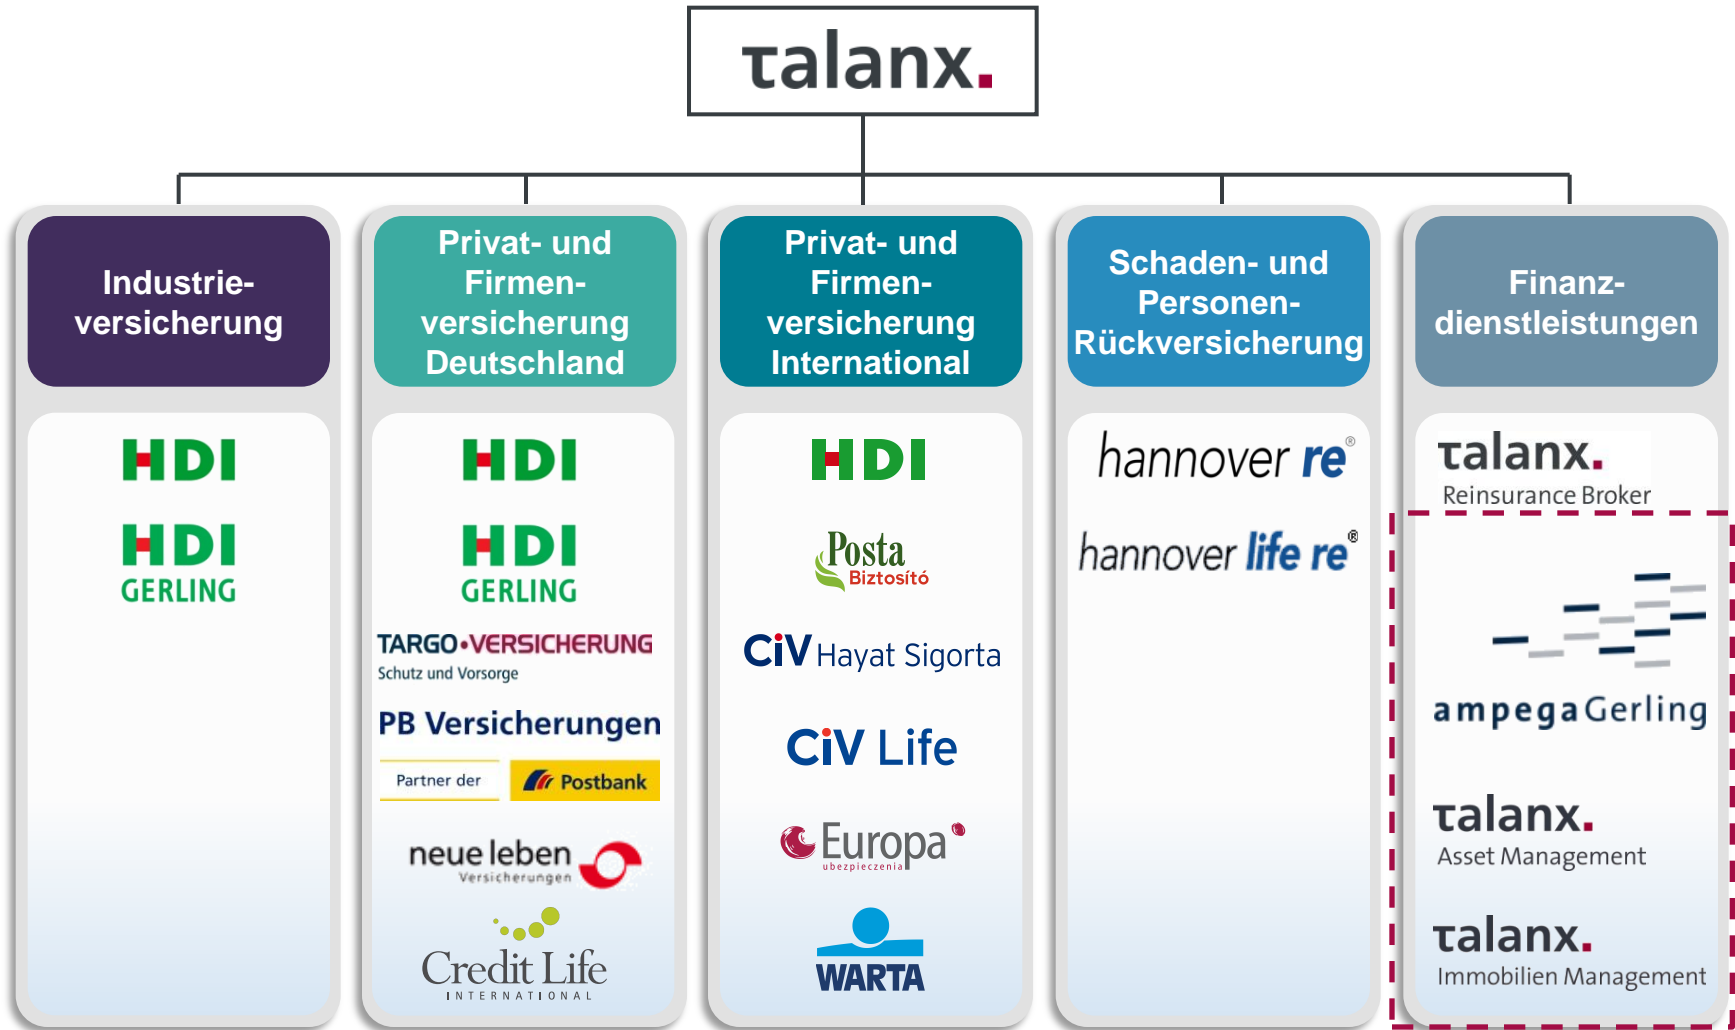 talanx.
Industrie-
versicherung
Privat- und
Firmen-
versicherung
Deutschland
Privat- und
Firmen-
versicherung
International
Schaden- und
Personen-
Rückversicherung
Finanz-
dienstleistungen
HDI
HDI
GERLING
HDI
HDI
GERLING
TARGO•VERSICHERUNG
Schutz und Vorsorge
PB Versicherungen
Partner der
Postbank
neue leben
Versicherungen
Credit Life
INTERNATIONAL
HDI
Posta
Biztosító
CiV Hayat Sigorta
CiV Life
Europa
ubezpieczenia
WARTA
hannover re®
hannover life re®
talanx.
Reinsurance Broker
ampegaGerling
talanx.
Asset Management
talanx.
Immobilien Management